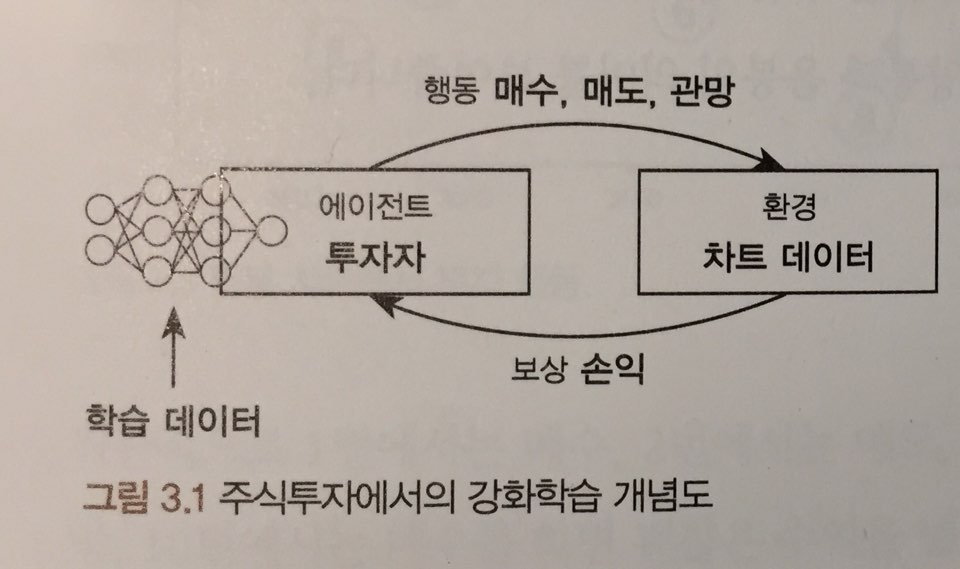 행동 매수, 매도, 관망
에이전트
투자자
환경
차트 데이터
보상 손익
학습 데이터
그림 3.1 주식투자에서의 강화학습 개념도